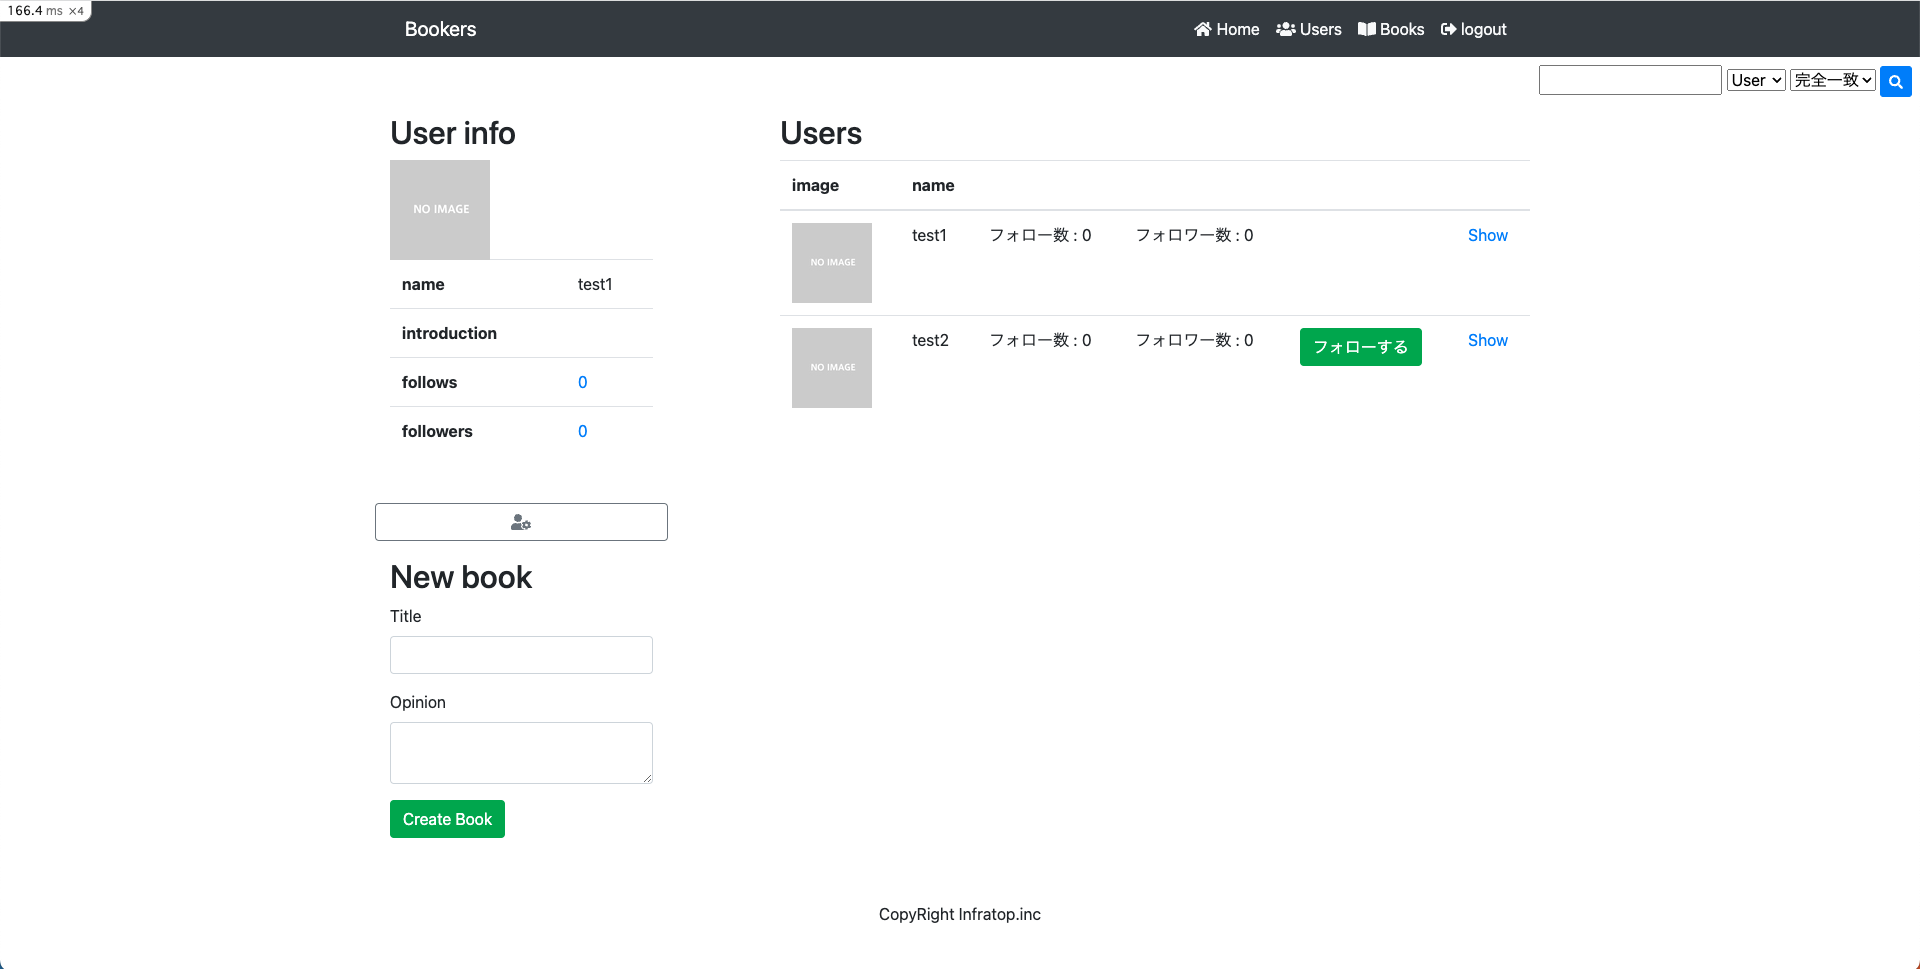 166.4 ms ×4
Bookers Home Users Books logout
User 完全一致
User info
NO IMAGE
name test1
introduction
follows 0
followers 0
New book
Title
Opinion
Create Book
Users
image name
NO IMAGE test1 フォロー数 : 0 フォロワー数 : 0 Show
NO IMAGE test2 フォロー数 : 0 フォロワー数 : 0 フォローする Show
CopyRight Infratop.inc